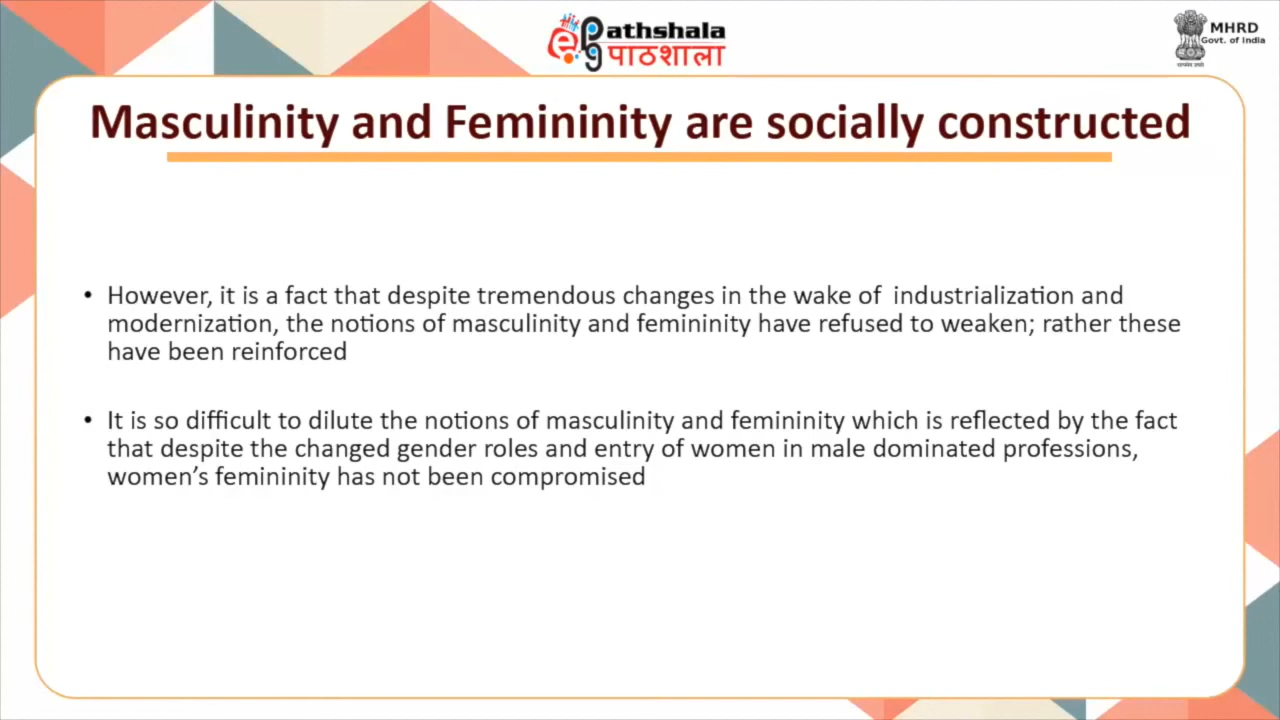 e pg Pathshala
पाठशाला
MHRD
Govt. of India
Masculinity and Femininity are socially constructed
• However, it is a fact that despite tremendous changes in the wake of  industrialization and
modernization, the notions of masculinity and femininity have refused to weaken; rather these
have been reinforced
• It is so difficult to dilute the notions of masculinity and femininity which is reflected by the fact
that despite the changed gender roles and entry of women in male dominated professions,
women’s femininity has not been compromised